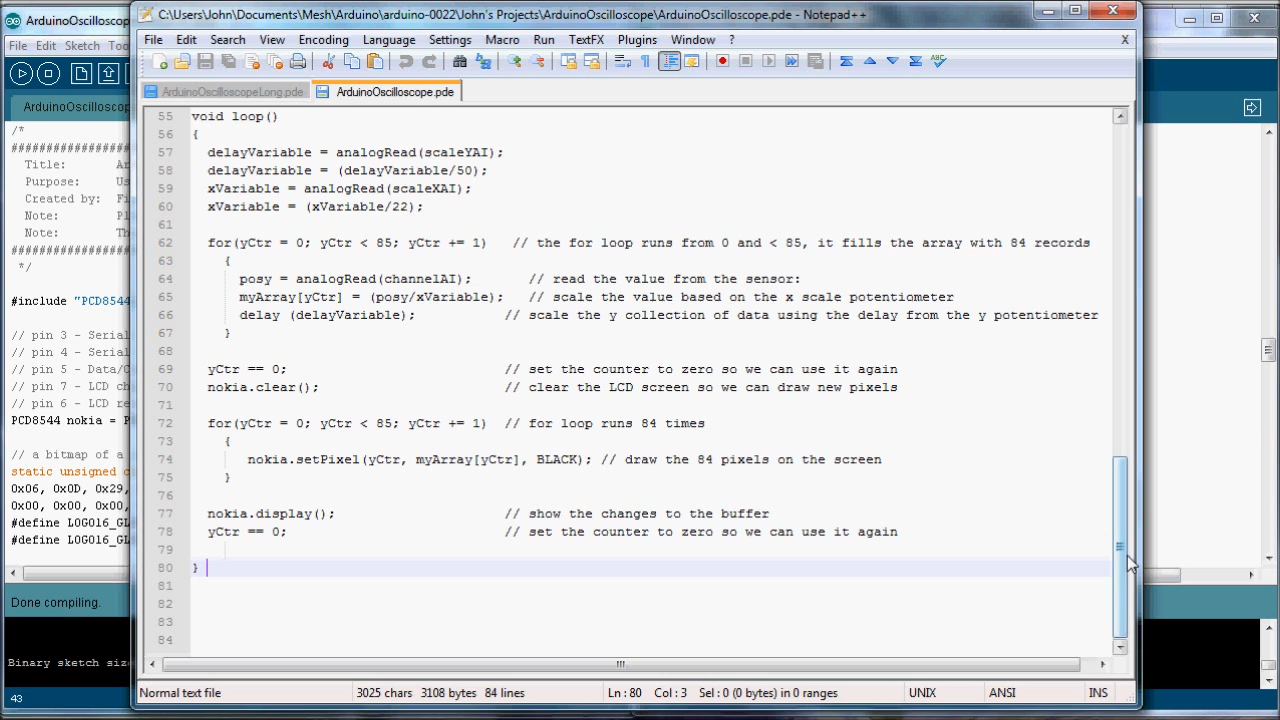 C:\Users\John\Documents\Mesh\Arduino\arduino-0022\John's Projects\ArduinoOscilloscope\ArduinoOscilloscope.pde - Notepad++
ArduinoOscilloscop
File Edit Search View Encoding Language Settings Macro Run TextFX Plugins Window ? X
File Edit Sketch Too
ArduinoOscilloscopeLong.pde ArduinoOscilloscope.pde
ArduinoOscilloscop
/*
####################
Title: Ar
Purpose: Us
Created by: Fi
Note: Pl
Note: Th
####################
*/
#include "PCD8544
// pin 3 - Serial
// pin 4 - Serial
// pin 5 - Data/C
// pin 7 - LCD ch
// pin 6 - LCD re
PCD8544 nokia = P
// a bitmap of a
static unsigned c
0x06, 0x0D, 0x29,
0x00, 0x00, 0x00,
#define LOGO16_GL
#define LOGO16_GL
Done compiling.
Binary sketch size
43
55 void loop()
56 {
57 delayVariable = analogRead(scaleYAI);
58 delayVariable = (delayVariable/50);
59 xVariable = analogRead(scaleXAI);
60 xVariable = (xVariable/22);
61
62 for(yCtr = 0; yCtr < 85; yCtr += 1) // the for loop runs from 0 and < 85, it fills the array with 84 records
63 {
64 posy = analogRead(channelAI); // read the value from the sensor:
65 myArray[yCtr] = (posy/xVariable); // scale the value based on the x scale potentiometer
66 delay (delayVariable); // scale the y collection of data using the delay from the y potentiometer
67 }
68
69 yCtr == 0; // set the counter to zero so we can use it again
70 nokia.clear(); // clear the LCD screen so we can draw new pixels
71
72 for(yCtr = 0; yCtr < 85; yCtr += 1) // for loop runs 84 times
73 {
74 nokia.setPixel(yCtr, myArray[yCtr], BLACK); // draw the 84 pixels on the screen
75 }
76
77 nokia.display(); // show the changes to the buffer
78 yCtr == 0; // set the counter to zero so we can use it again
79
80 }
81
82
83
84
Normal text file 3025 chars 3108 bytes 84 lines Ln : 80 Col : 3 Sel : 0 (0 bytes) in 0 ranges UNIX ANSI INS